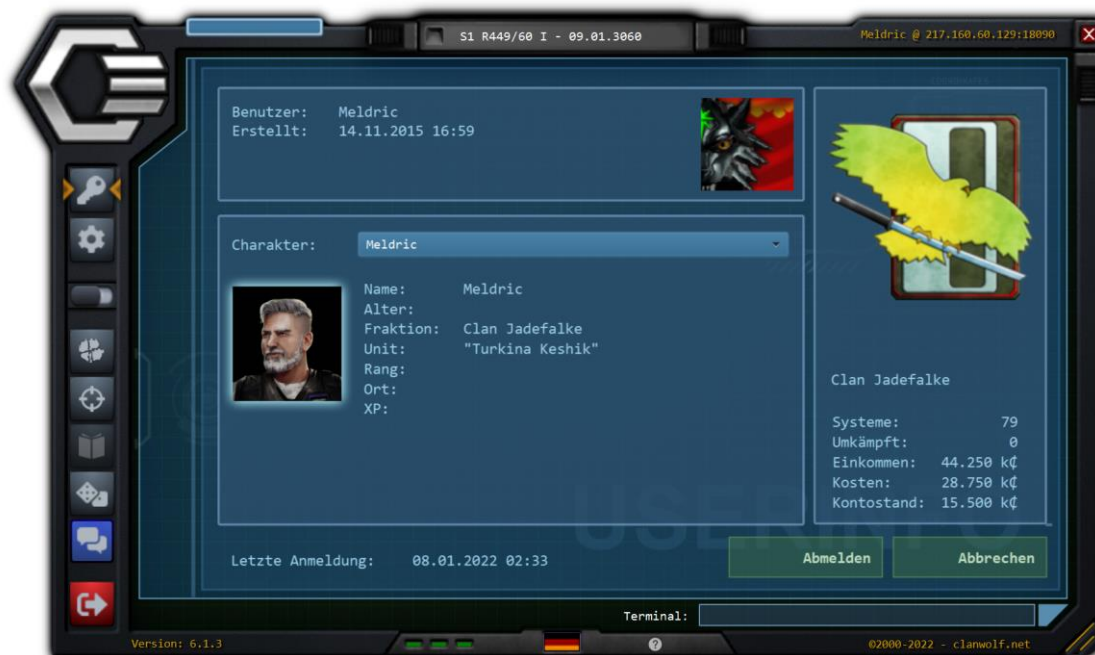 S1 R449/60 I - 09.01.3060
Meldric @ 217.160.60.129:18090
Benutzer: Meldric
Erstellt: 14.11.2015 16:59
Charakter: Meldric
Name: Meldric
Alter:
Fraktion: Clan Jadefalke
Unit: "Turkina Keshik"
Rang:
Ort:
XP:
Clan Jadefalke
Systeme: 79
Umkämpft: 0
Einkommen: 44.250 k₵
Kosten: 28.750 k₵
Kontostand: 15.500 k₵
USERINFO
Letzte Anmeldung: 08.01.2022 02:33
Abmelden
Abbrechen
Terminal:
Version: 6.1.3
?
©2000-2022 - clanwolf.net